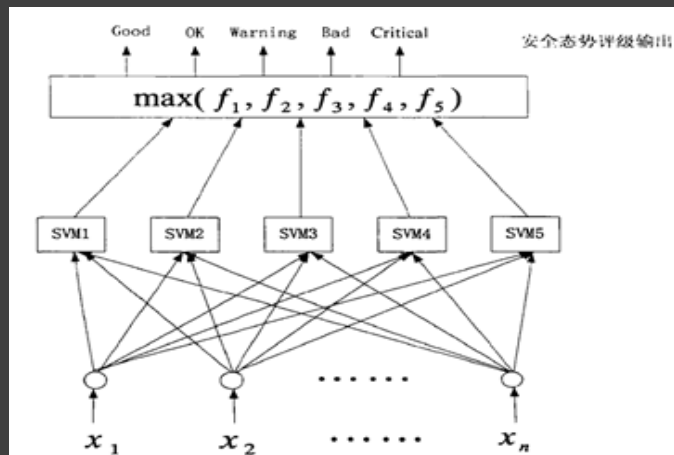 Good OK Warning Bad Critical
安全态势评级输出
max( f1, f2, f3, f4, f5 )
SVM1 SVM2 SVM3 SVM4 SVM5
······
x1 x2 ······ xn